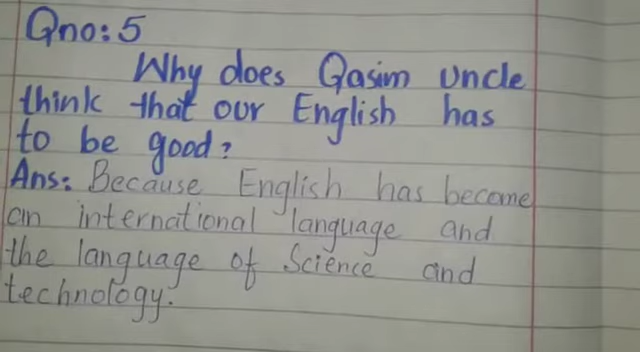 Qno: 5
Why does Qasim uncle
think that our English has
to be good?
Ans: Because English has become
an international language and
the language of Science and
technology.